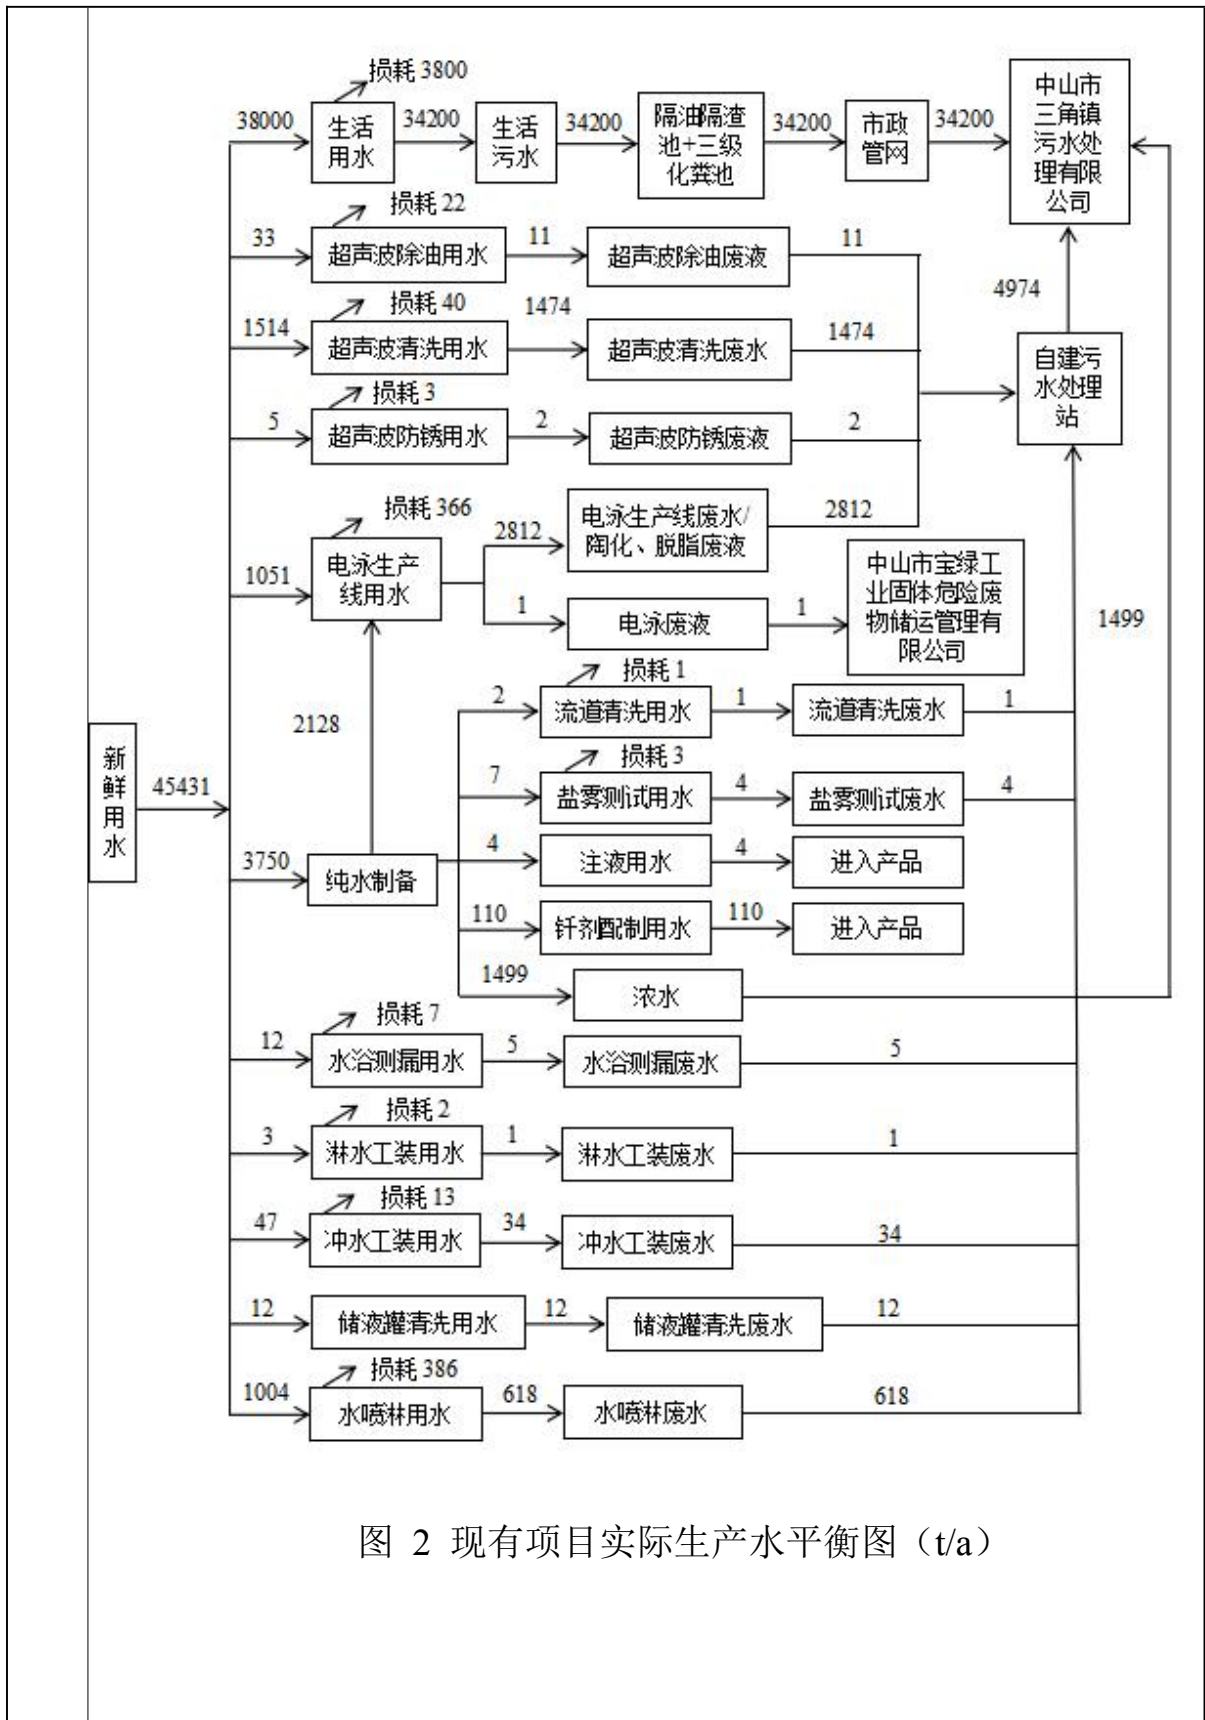 损耗 3800
38000
生活
用水
34200
生活
污水
34200
隔油隔渣
池+三级
化粪池
34200
市政
管网
34200
中山市
三角镇
污水处
理有限
公司
损耗 22
33
超声波除油用水
11
超声波除油废液
11
4974
损耗 40
1514
超声波清洗用水
1474
超声波清洗废水
1474
自建污
水处理
站
损耗 3
5
超声波防锈用水
2
超声波防锈废液
2
损耗 366
1051
电泳生产
线用水
2812
电泳生产线废水/
陶化、脱脂废液
2812
1
电泳废液
1
中山市宝绿工
业固体危险废
物储运管理有
限公司
1499
2128
损耗 1
2
流道清洗用水
1
流道清洗废水
1
新
鲜
用
水
45431
损耗 3
7
盐雾测试用水
4
盐雾测试废水
4
3750
纯水制备
4
注液用水
4
进入产品
110
钎剂配制用水
110
进入产品
1499
浓水
损耗 7
12
水浴测漏用水
5
水浴测漏废水
5
损耗 2
3
淋水工装用水
1
淋水工装废水
1
损耗 13
47
冲水工装用水
34
冲水工装废水
34
12
储液罐清洗用水
12
储液罐清洗废水
12
损耗 386
1004
水喷淋用水
618
水喷淋废水
618
图 2 现有项目实际生产水平衡图（t/a）